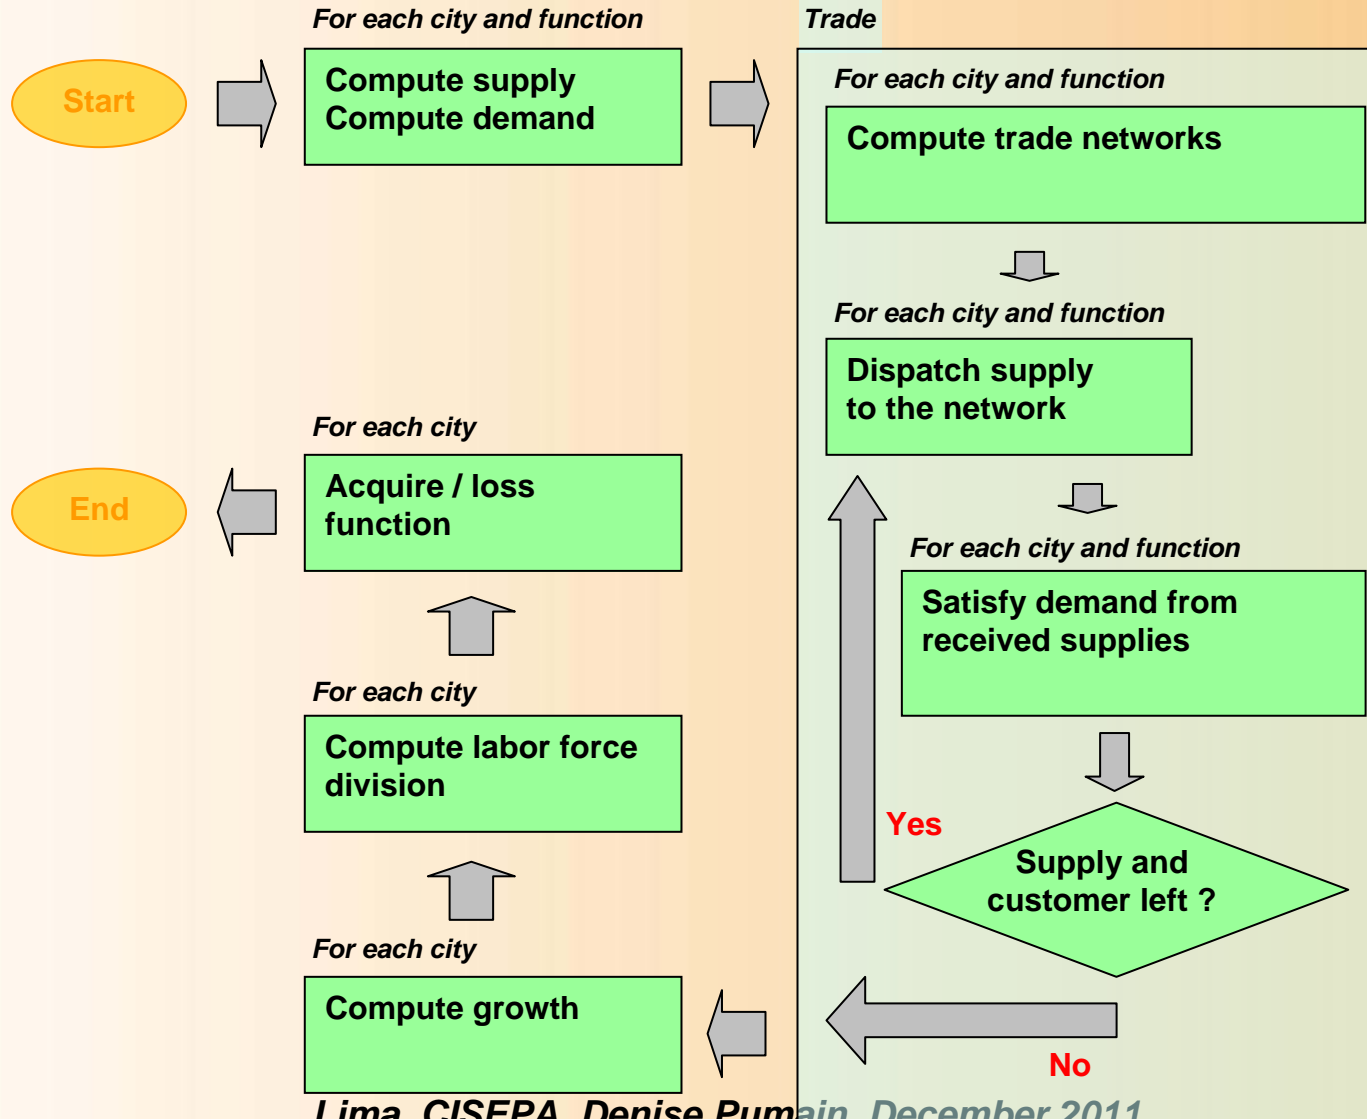 For each city and function
Trade
Start
Compute supply
Compute demand
For each city and function
Compute trade networks
For each city and function
Dispatch supply
to the network
For each city and function
Satisfy demand from
received supplies
Supply and
customer left ?
Yes
No
For each city
Compute growth
For each city
Compute labor force
division
For each city
Acquire / loss
function
End
Lima, CISEPA, Denise Pumain, December 2011